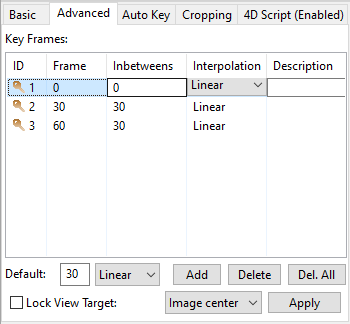 Basic Advanced Auto Key Cropping 4D Script (Enabled)
Key Frames:
ID Frame Inbetweens Interpolation Description
1 0 0 Linear
2 30 30 Linear
3 60 30 Linear
Default: 30 Linear Add Delete Del. All
Lock View Target: Image center Apply